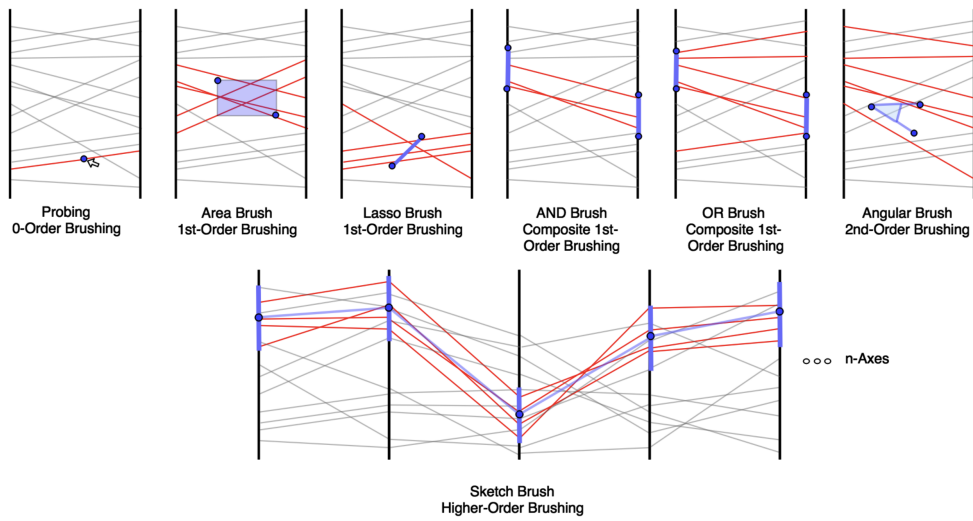 Probing
0-Order Brushing
Area Brush
1st-Order Brushing
Lasso Brush
1st-Order Brushing
AND Brush
Composite 1st-
Order Brushing
OR Brush
Composite 1st-
Order Brushing
Angular Brush
2nd-Order Brushing
n-Axes
Sketch Brush
Higher-Order Brushing